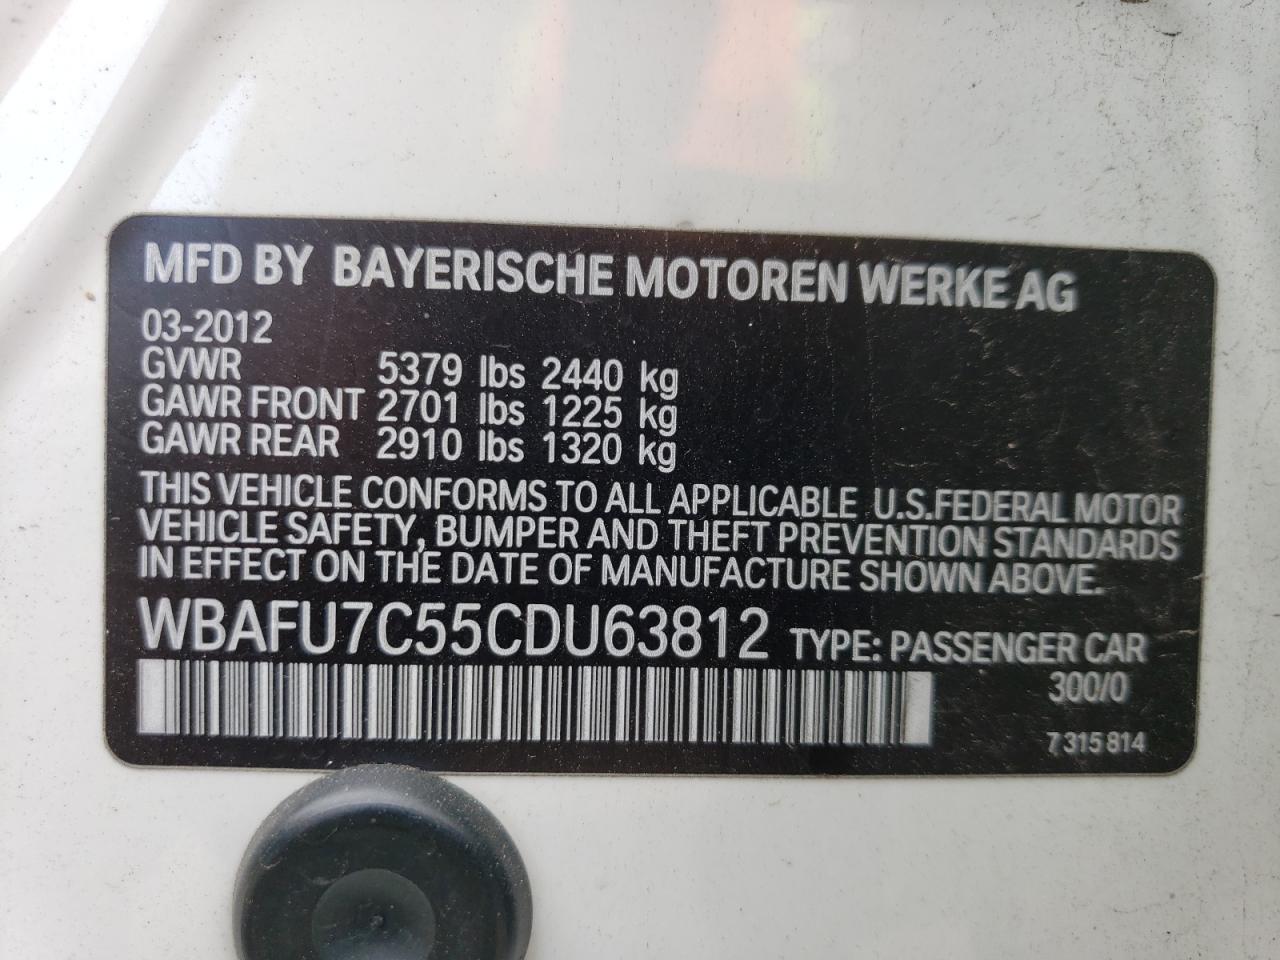 MFD BY BAYERISCHE MOTOREN WERKE AG
03-2012
GVWR 5379 lbs 2440 kg
GAWR FRONT 2701 lbs 1225 kg
GAWR REAR 2910 lbs 1320 kg
THIS VEHICLE CONFORMS TO ALL APPLICABLE U.S.FEDERAL MOTOR
VEHICLE SAFETY, BUMPER AND THEFT PREVENTION STANDARDS
IN EFFECT ON THE DATE OF MANUFACTURE SHOWN ABOVE.
WBAFU7C55CDU63812 TYPE: PASSENGER CAR
300/0
7 315 814